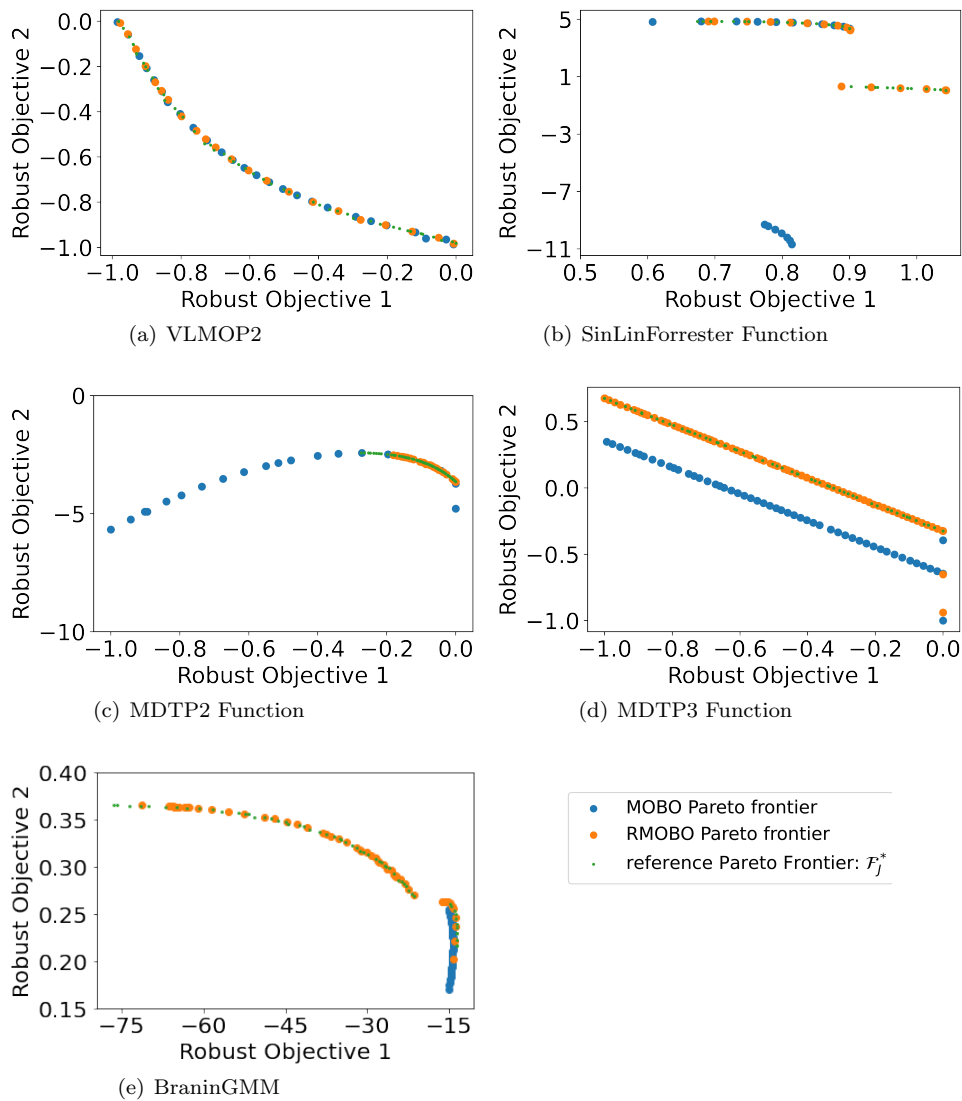 0.0
−0.2
−0.4
−0.6
−0.8
−1.0
Robust Objective 2
−1.0 −0.8 −0.6 −0.4 −0.2 0.0
Robust Objective 1
(a) VLMOP2
5
1
−3
−7
−11
Robust Objective 2
0.5 0.6 0.7 0.8 0.9 1.0
Robust Objective 1
(b) SinLinForrester Function
0
−5
−10
Robust Objective 2
−1.0 −0.8 −0.6 −0.4 −0.2 0.0
Robust Objective 1
(c) MDTP2 Function
0.5
0.0
−0.5
−1.0
Robust Objective 2
−1.0 −0.8 −0.6 −0.4 −0.2 0.0
Robust Objective 1
(d) MDTP3 Function
0.40
0.35
0.30
0.25
0.20
0.15
Robust Objective 2
−75 −60 −45 −30 −15
Robust Objective 1
(e) BraninGMM
MOBO Pareto frontier
RMOBO Pareto frontier
reference Pareto Frontier: $\mathcal{F}_J^*$